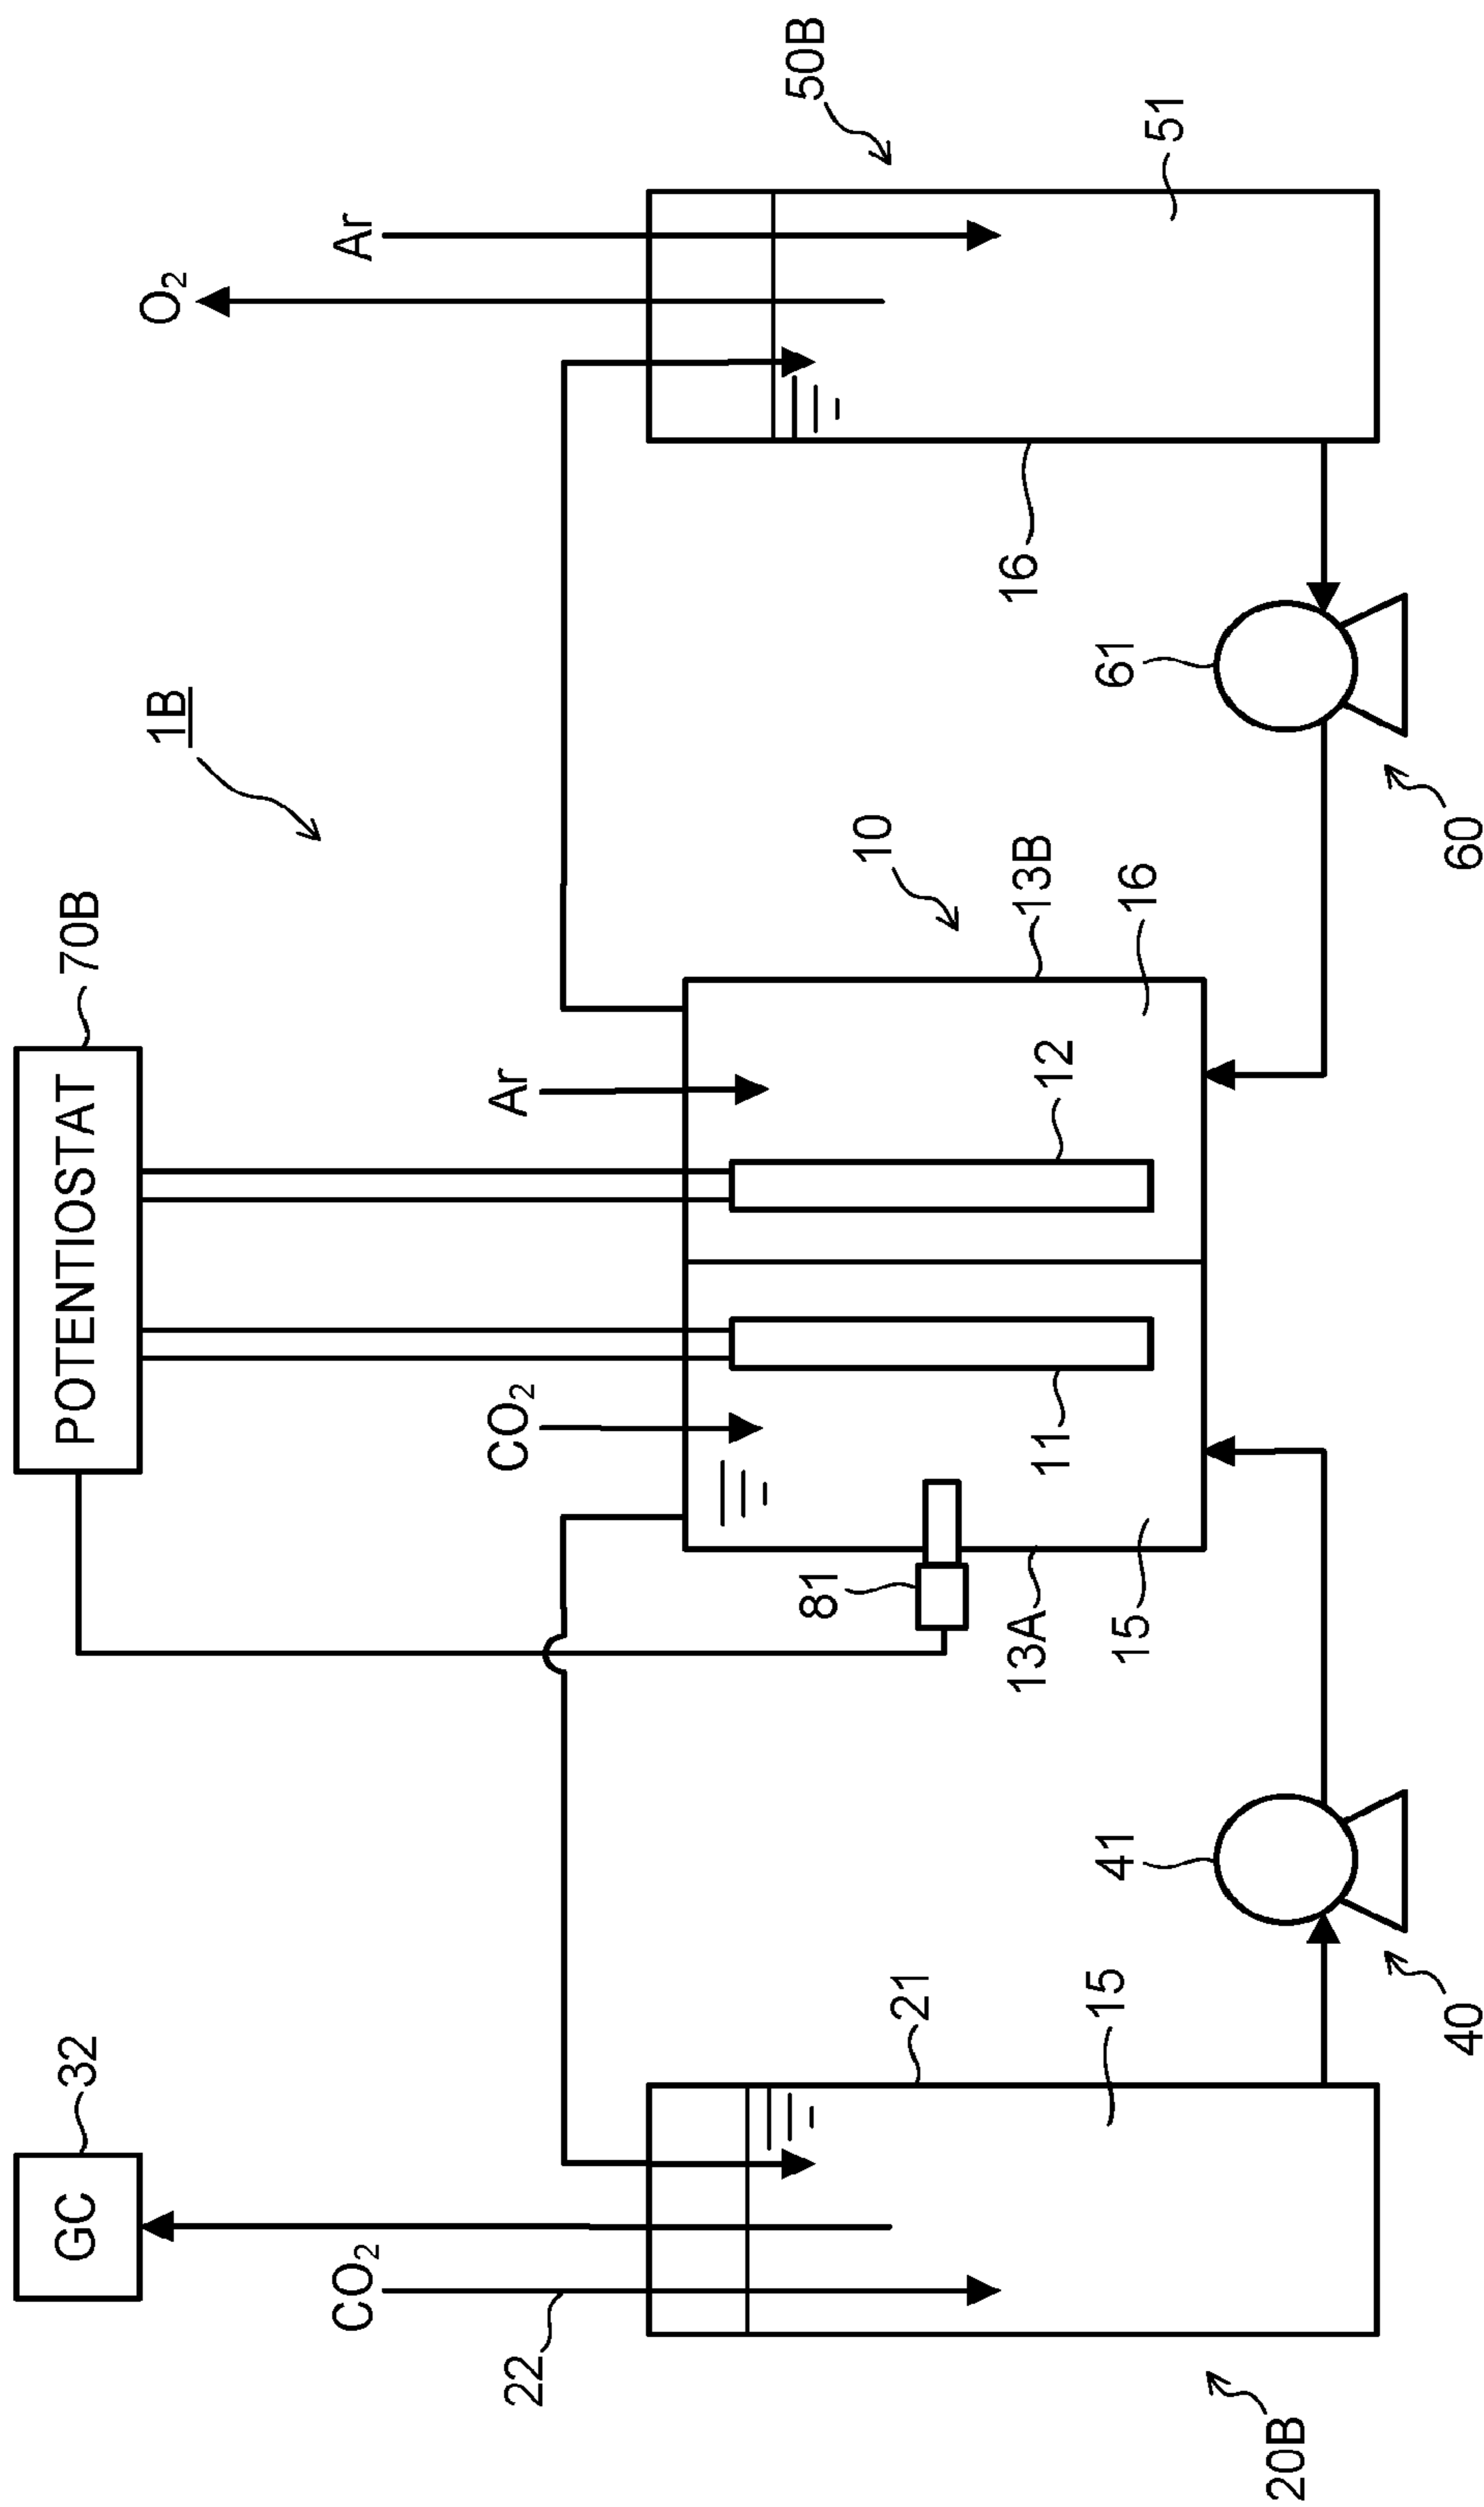 1B
GC
32
POTENTIOSTAT
70B
O₂
CO₂
Ar
22
CO₂
Ar
50B
81
10
21
16
13A
11
12
13B
15
15
16
51
41
61
20B
40
60